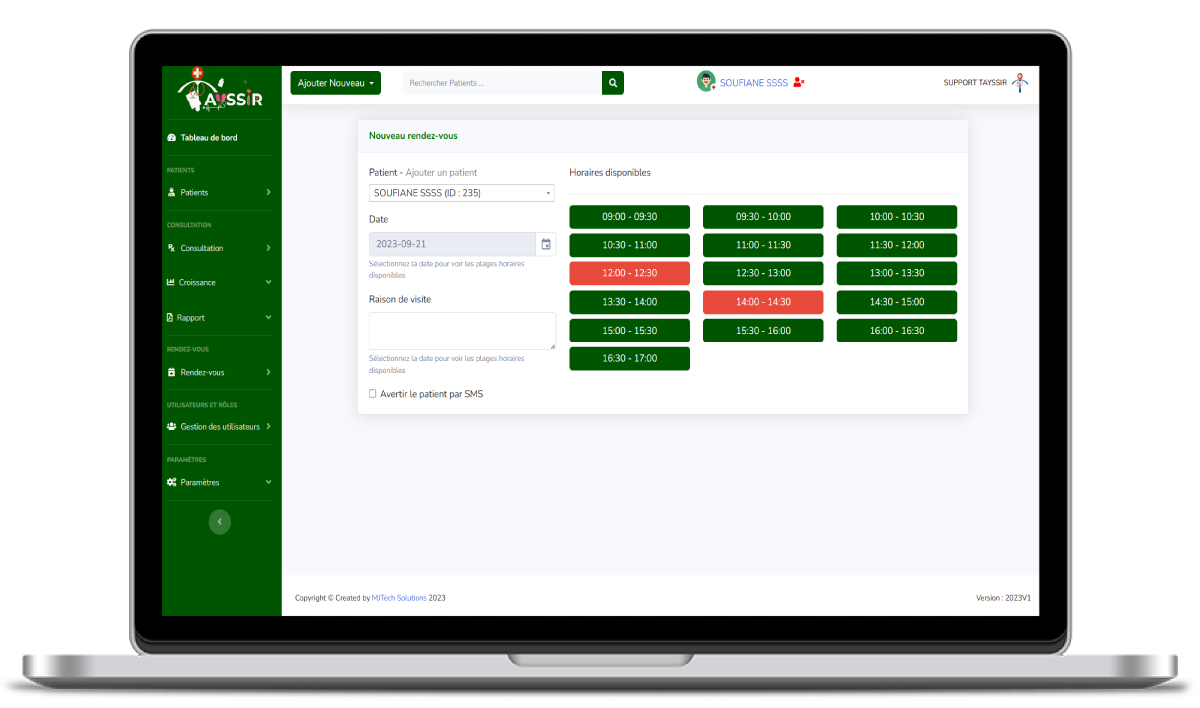 AYSSIR
Ajouter Nouveau
Rechercher Patients ...
SOUFIANE SSSS
SUPPORT TAYSSIR
Tableau de bord
PATIENTS
Patients
CONSULTATION
Consultation
Croissance
Rapport
RENDEZ-VOUS
Rendez-vous
UTILISATEURS ET RÔLES
Gestion des utilisateurs
PARAMÈTRES
Paramètres
Nouveau rendez-vous
Patient - Ajouter un patient
SOUFIANE SSSS (ID : 235)
Date
2023-09-21
Sélectionnez la date pour voir les plages horaires
disponibles
Raison de visite
Sélectionnez la date pour voir les plages horaires
disponibles
Avertir le patient par SMS
Horaires disponibles
09:00 - 09:30 09:30 - 10:00 10:00 - 10:30
10:30 - 11:00 11:00 - 11:30 11:30 - 12:00
12:00 - 12:30 12:30 - 13:00 13:00 - 13:30
13:30 - 14:00 14:00 - 14:30 14:30 - 15:00
15:00 - 15:30 15:30 - 16:00 16:00 - 16:30
16:30 - 17:00
Copyright © Created by MJTech Solutions 2023
Version : 2023V1